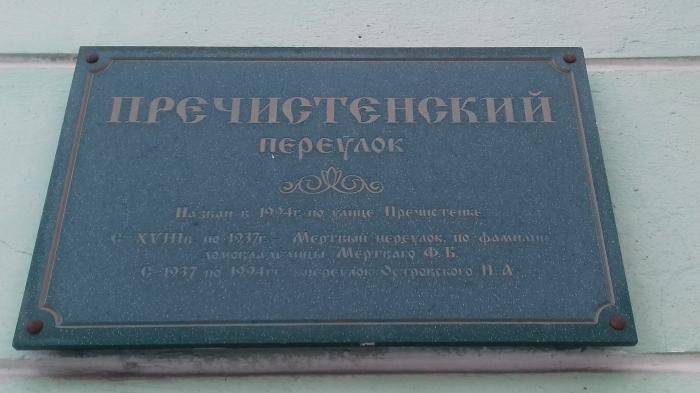 ПРЕЧИСТЕНСКИЙ
ПЕРЕУЛОК
Назван в 1994г. по улице Пречистенке
С XVIIIв. по 1937г. - Мертвый переулок, по фамилии
домовладелицы Мертваго Ф.Б.
С 1937 по 1994гг. - переулок Островского Н.А.